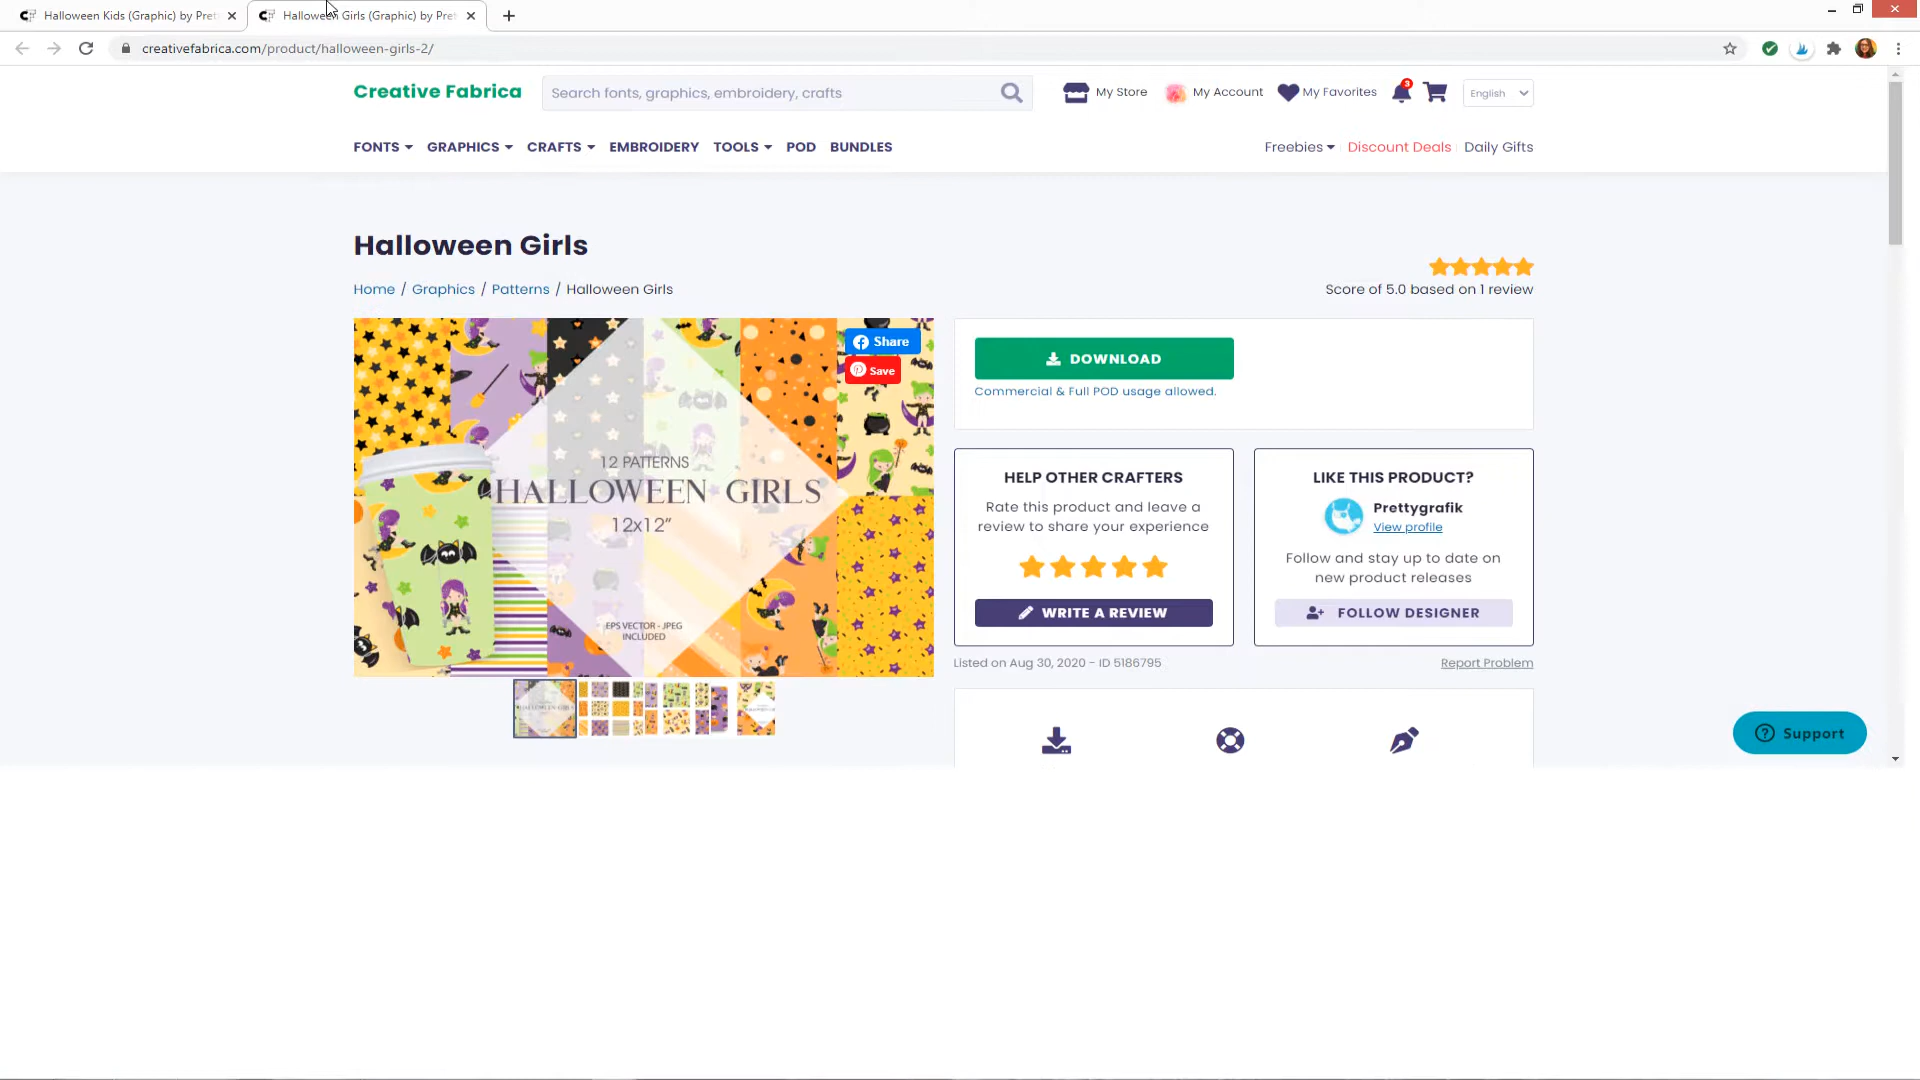 Halloween Kids (Graphic) by Pret
Halloween Girls (Graphic) by Pret
creativefabrica.com/product/halloween-girls-2/
Creative Fabrica
Search fonts, graphics, embroidery, crafts
My Store
My Account
My Favorites
3
English
FONTS
GRAPHICS
CRAFTS
EMBROIDERY
TOOLS
POD
BUNDLES
Freebies
Discount Deals
Daily Gifts
Halloween Girls
Home / Graphics / Patterns / Halloween Girls
Score of 5.0 based on 1 review
Share
Save
12 PATTERNS
HALLOWEEN GIRLS
12x12"
EPS VECTOR - JPEG
INCLUDED
DOWNLOAD
Commercial & Full POD usage allowed.
HELP OTHER CRAFTERS
Rate this product and leave a
review to share your experience
WRITE A REVIEW
LIKE THIS PRODUCT?
Prettygrafik
View profile
Follow and stay up to date on
new product releases
FOLLOW DESIGNER
Listed on Aug 30, 2020 - ID 5186795
Report Problem
Support